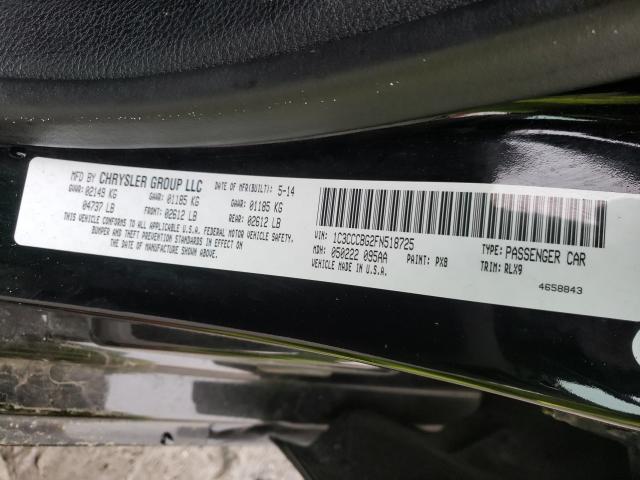 MFD BY CHRYSLER GROUP LLC DATE OF MFR(BUILT): 5-14
GVWR: 02149 KG GAWR: 01185 KG GAWR: 01185 KG
04737 LB FRONT: 02612 LB REAR: 02612 LB
THIS VEHICLE CONFORMS TO ALL APPLICABLE U.S.A. FEDERAL MOTOR VEHICLE SAFETY,
BUMPER AND THEFT PREVENTION STANDARDS IN EFFECT ON THE
DATE OF MANUFACTURE SHOWN ABOVE.
VIN: 1C3CCCBG2FN518725 TYPE: PASSENGER CAR
MDH: 050222 095AA PAINT: PX8 TRIM: RLX9
VEHICLE MADE IN U.S.A.
4658843